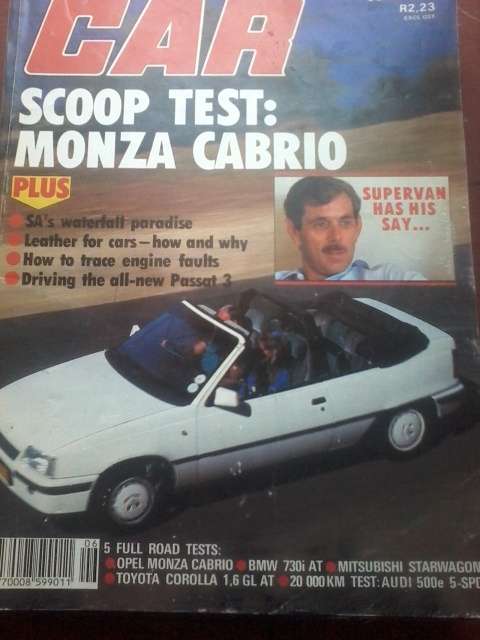 R2,23
EXCL GST
CAR
SCOOP TEST:
MONZA CABRIO
PLUS
SA's waterfall paradise
Leather for cars—how and why
How to trace engine faults
Driving the all-new Passat 3
SUPERVAN
HAS HIS
SAY...
06
770008 599011
5 FULL ROAD TESTS:
OPEL MONZA CABRIO BMW 730i AT MITSUBISHI STARWAGON
TOYOTA COROLLA 1,6 GL AT 20 000 KM TEST: AUDI 500e 5-SPD